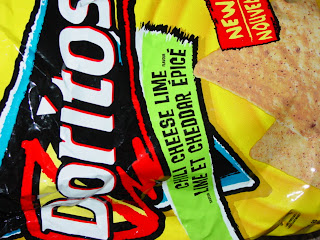 Doritos
CHILI CHEESE LIME
LIME ET CHEDDAR ÉPICÉ
NEW
NOUVEAU